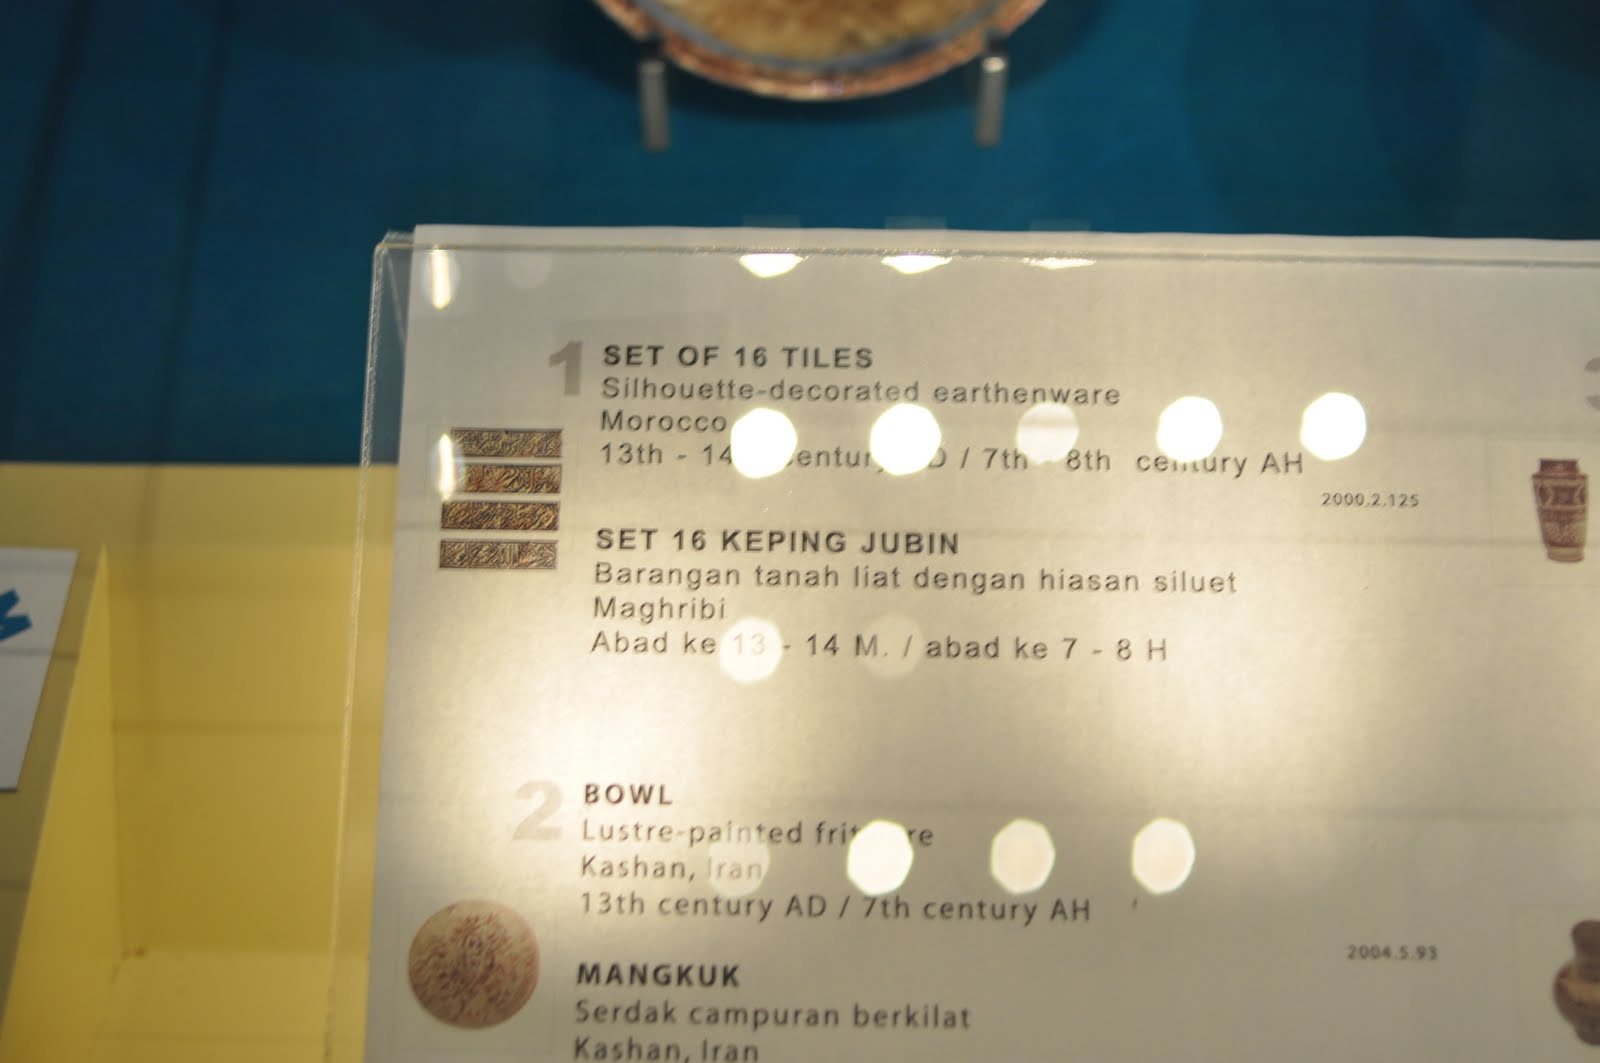 1
SET OF 16 TILES
Silhouette-decorated earthenware
Morocco
13th - 14 century / 7th - 8th century AH
2000.2.125
SET 16 KEPING JUBIN
Barangan tanah liat dengan hiasan siluet
Maghribi
Abad ke 13 - 14 M. / abad ke 7 - 8 H
2
BOWL
Lustre-painted
Kashan, Iran
13th century AD / 7th century AH
2004.5.93
MANGKUK
Serdak campuran berkilat
Kashan, Iran